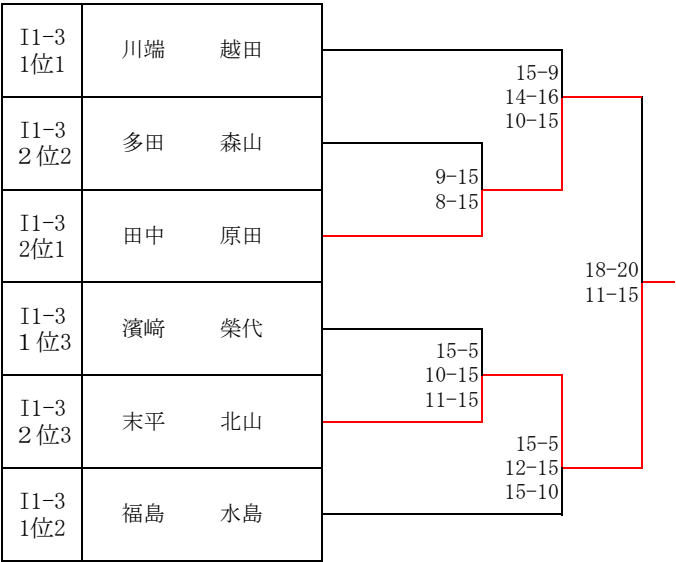 I1-3
1位1
川端 越田
I1-3
２位2
多田 森山
I1-3
2位1
田中 原田
I1-3
１位3
濱﨑 榮代
I1-3
２位3
末平 北山
I1-3
1位2
福島 水島
15-9
14-16
10-15
9-15
8-15
18-20
11-15
15-5
10-15
11-15
15-5
12-15
15-10